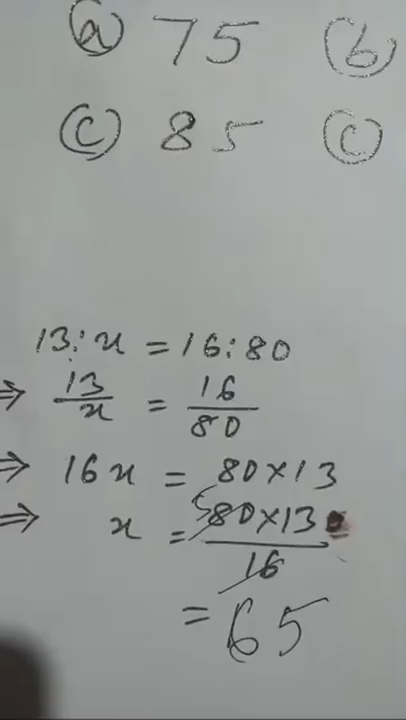 (a) 75 (b)
(c) 85 (c)
13:x = 16:80
⇒ 13/x = 16/80
⇒ 16x = 80×13
⇒ x = 5 80×13/16
= 65